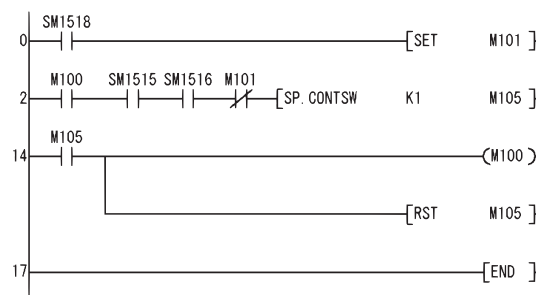 SM1518
0 [SET M101 ]
M100 SM1515 SM1516 M101
2 [SP. CONTSW K1 M105 ]
M105
14 (M100 )
[RST M105 ]
17 [END ]